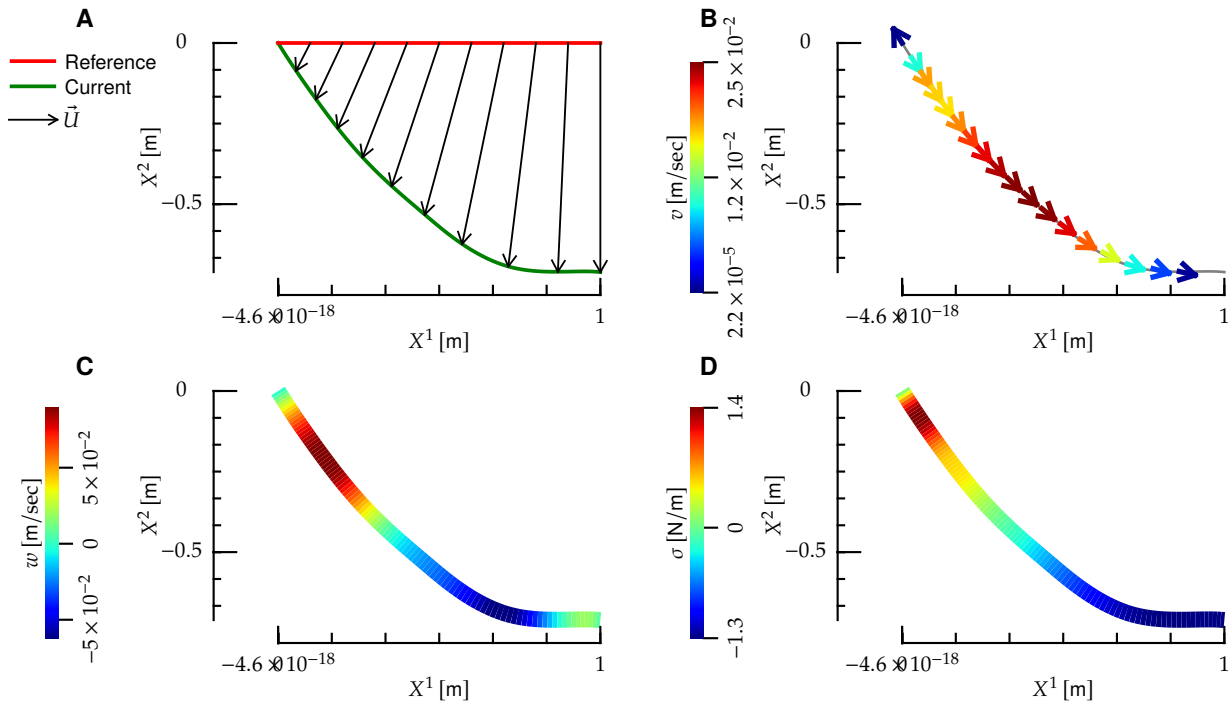 A
Reference
Current
U⃗
0
−0.5
X² [m]
−4.6 × 10⁻¹⁸
1
X¹ [m]
B
2.5 × 10⁻²
1.2 × 10⁻²
2.2 × 10⁻⁵
v [m/sec]
0
−0.5
X² [m]
−4.6 × 10⁻¹⁸
1
X¹ [m]
C
5 × 10⁻²
0
−5 × 10⁻²
w [m/sec]
0
−0.5
X² [m]
−4.6 × 10⁻¹⁸
1
X¹ [m]
D
1.4
0
−1.3
σ [N/m]
0
−0.5
X² [m]
−4.6 × 10⁻¹⁸
1
X¹ [m]